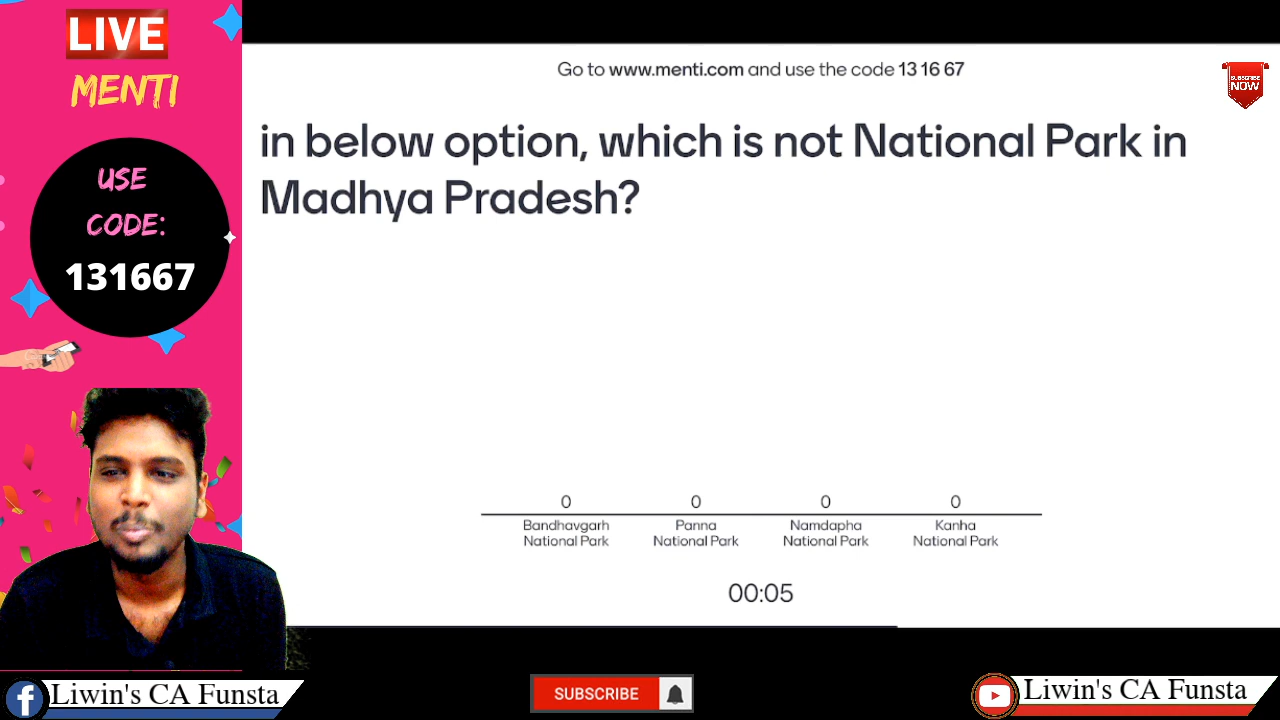 LIVE
MENTI
USE
CODE:
131667
Go to www.menti.com and use the code 13 16 67
SUBSCRIBE
NOW
in below option, which is not National Park in
Madhya Pradesh?
0 0 0 0
Bandhavgarh Panna Namdapha Kanha
National Park National Park National Park National Park
00:05
Liwin's CA Funsta
SUBSCRIBE
Liwin's CA Funsta